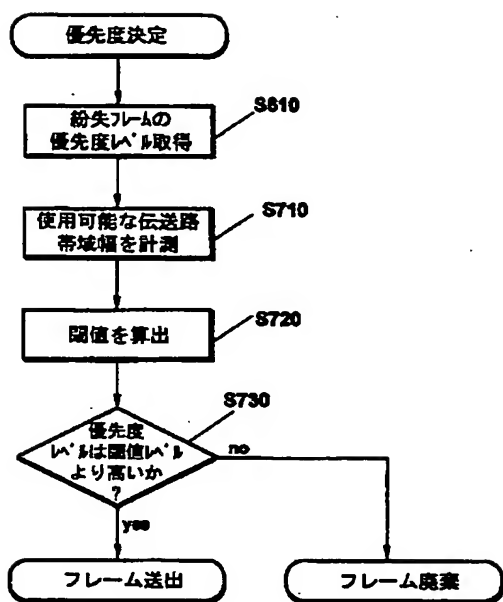 優先度決定
S610
紛失フレームの
優先度レベル取得
S710
使用可能な伝送路
帯域幅を計測
S720
閾値を算出
S730
優先度
レベルは閾値レベル
より高いか
?
no
yes
フレーム送出
フレーム廃棄